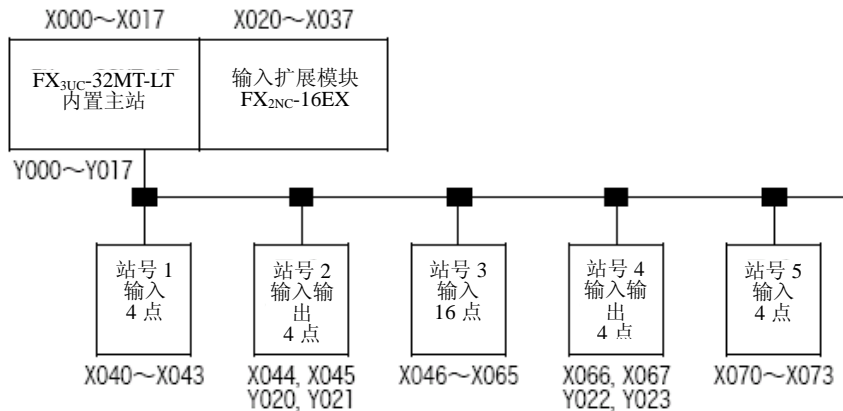 X000～X017
X020～X037
FX3UC-32MT-LT
内置主站
输入扩展模块
FX2NC-16EX
Y000～Y017
站号 1
输入
4 点
站号 2
输入输
出
4 点
站号 3
输入
16 点
站号 4
输入输
出
4 点
站号 5
输入
4 点
X040～X043
X044, X045
Y020, Y021
X046～X065
X066, X067
Y022, Y023
X070～X073